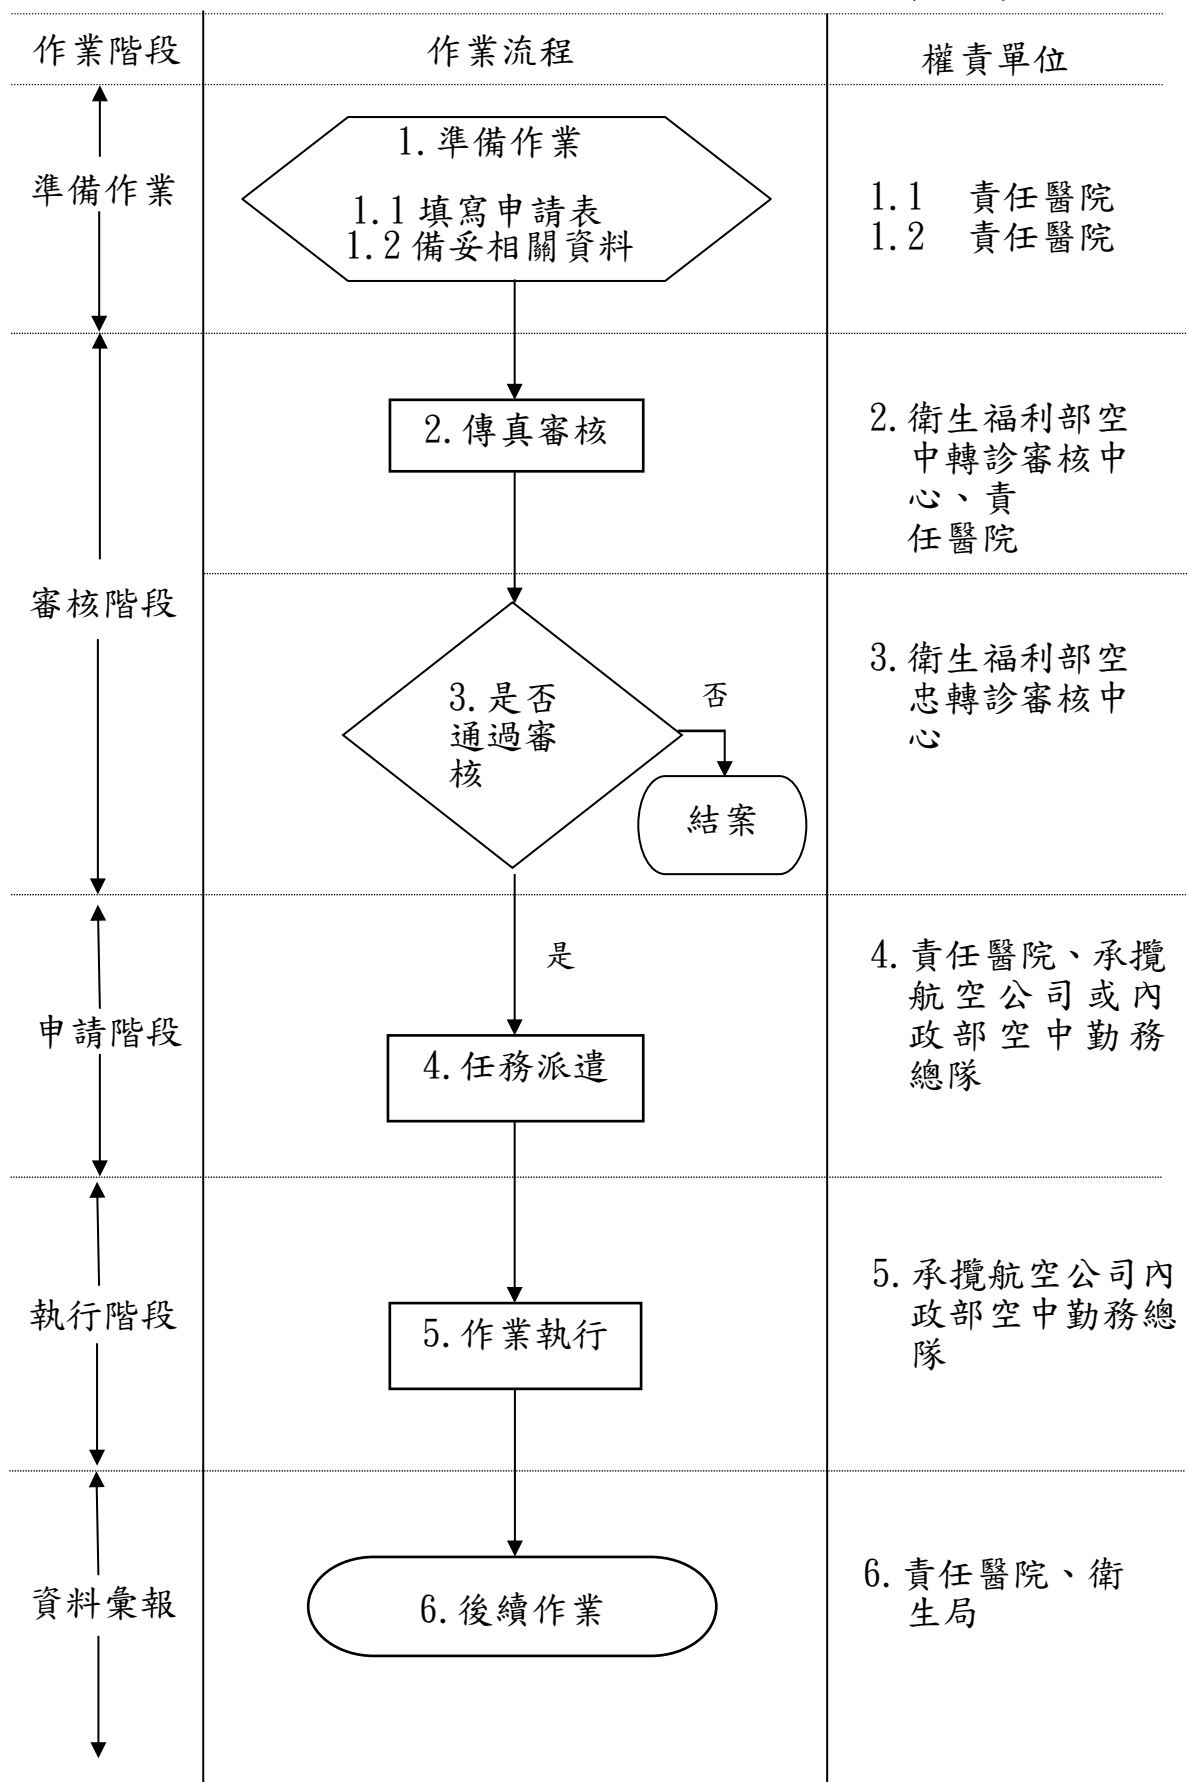 作業階段
作業流程
權責單位
準備作業
1.準備作業
1.1填寫申請表
1.2備妥相關資料
1.1 責任醫院
1.2 責任醫院
2.傳真審核
2.衛生福利部空
中轉診審核中
心、責
任醫院
審核階段
3.是否
通過審
核
否
結案
3.衛生福利部空
忠轉診審核中
心
是
申請階段
4.任務派遣
4.責任醫院、承攬
航空公司或內
政部空中勤務
總隊
執行階段
5.作業執行
5.承攬航空公司內
政部空中勤務總
隊
資料彙報
6.後續作業
6.責任醫院、衛
生局